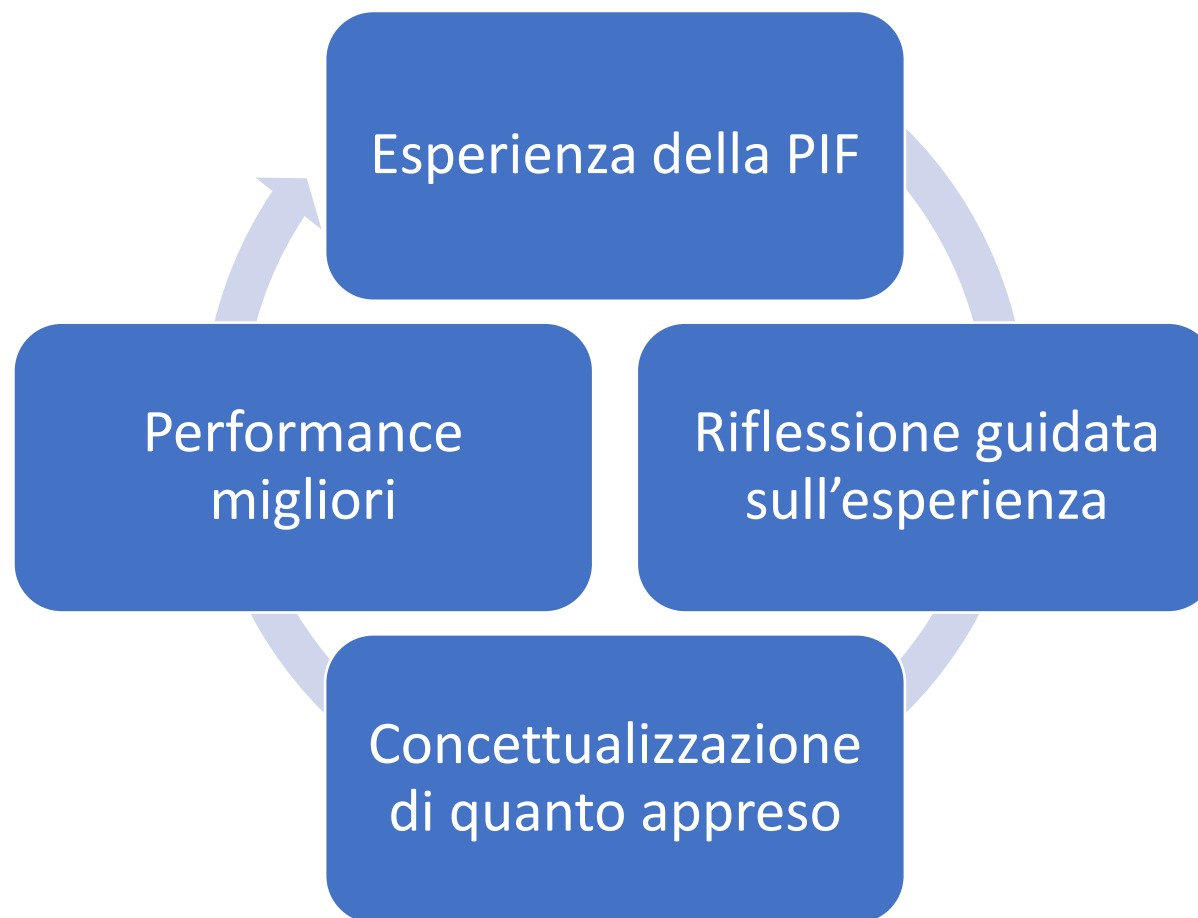 Esperienza della PIF
Riflessione guidata
sull’esperienza
Concettualizzazione
di quanto appreso
Performance
migliori